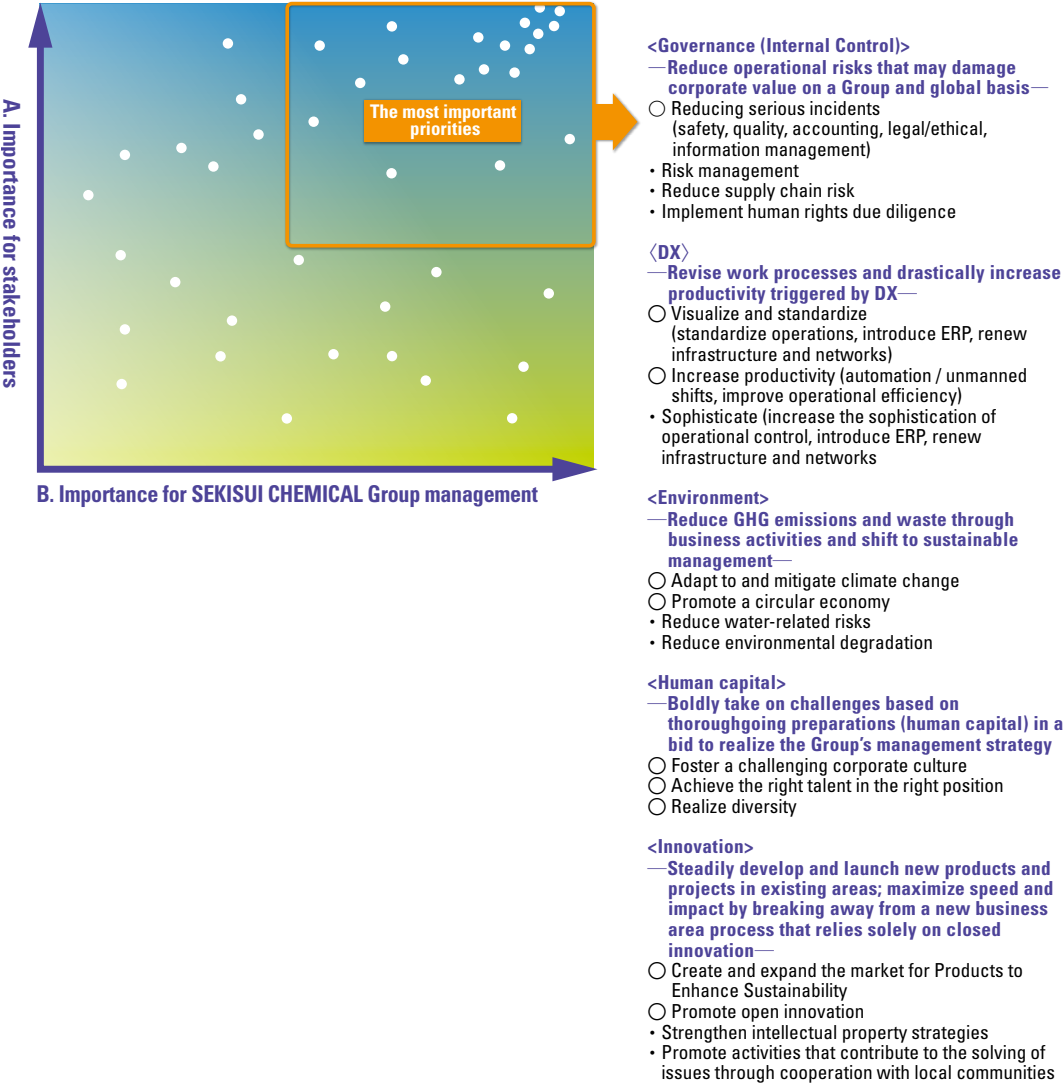 A. Importance for stakeholders
The most important
priorities
B. Importance for SEKISUI CHEMICAL Group management
<Governance (Internal Control)>
—Reduce operational risks that may damage
corporate value on a Group and global basis—
○ Reducing serious incidents
(safety, quality, accounting, legal/ethical,
information management)
・Risk management
・Reduce supply chain risk
・Implement human rights due diligence
〈DX〉
—Revise work processes and drastically increase
productivity triggered by DX—
○ Visualize and standardize
(standardize operations, introduce ERP, renew
infrastructure and networks)
○ Increase productivity (automation / unmanned
shifts, improve operational efficiency)
・Sophisticate (increase the sophistication of
operational control, introduce ERP, renew
infrastructure and networks
<Environment>
—Reduce GHG emissions and waste through
business activities and shift to sustainable
management—
○ Adapt to and mitigate climate change
○ Promote a circular economy
・Reduce water-related risks
・Reduce environmental degradation
<Human capital>
—Boldly take on challenges based on
thoroughgoing preparations (human capital) in a
bid to realize the Group's management strategy
○ Foster a challenging corporate culture
○ Achieve the right talent in the right position
○ Realize diversity
<Innovation>
—Steadily develop and launch new products and
projects in existing areas; maximize speed and
impact by breaking away from a new business
area process that relies solely on closed
innovation—
○ Create and expand the market for Products to
Enhance Sustainability
○ Promote open innovation
・Strengthen intellectual property strategies
・Promote activities that contribute to the solving of
issues through cooperation with local communities